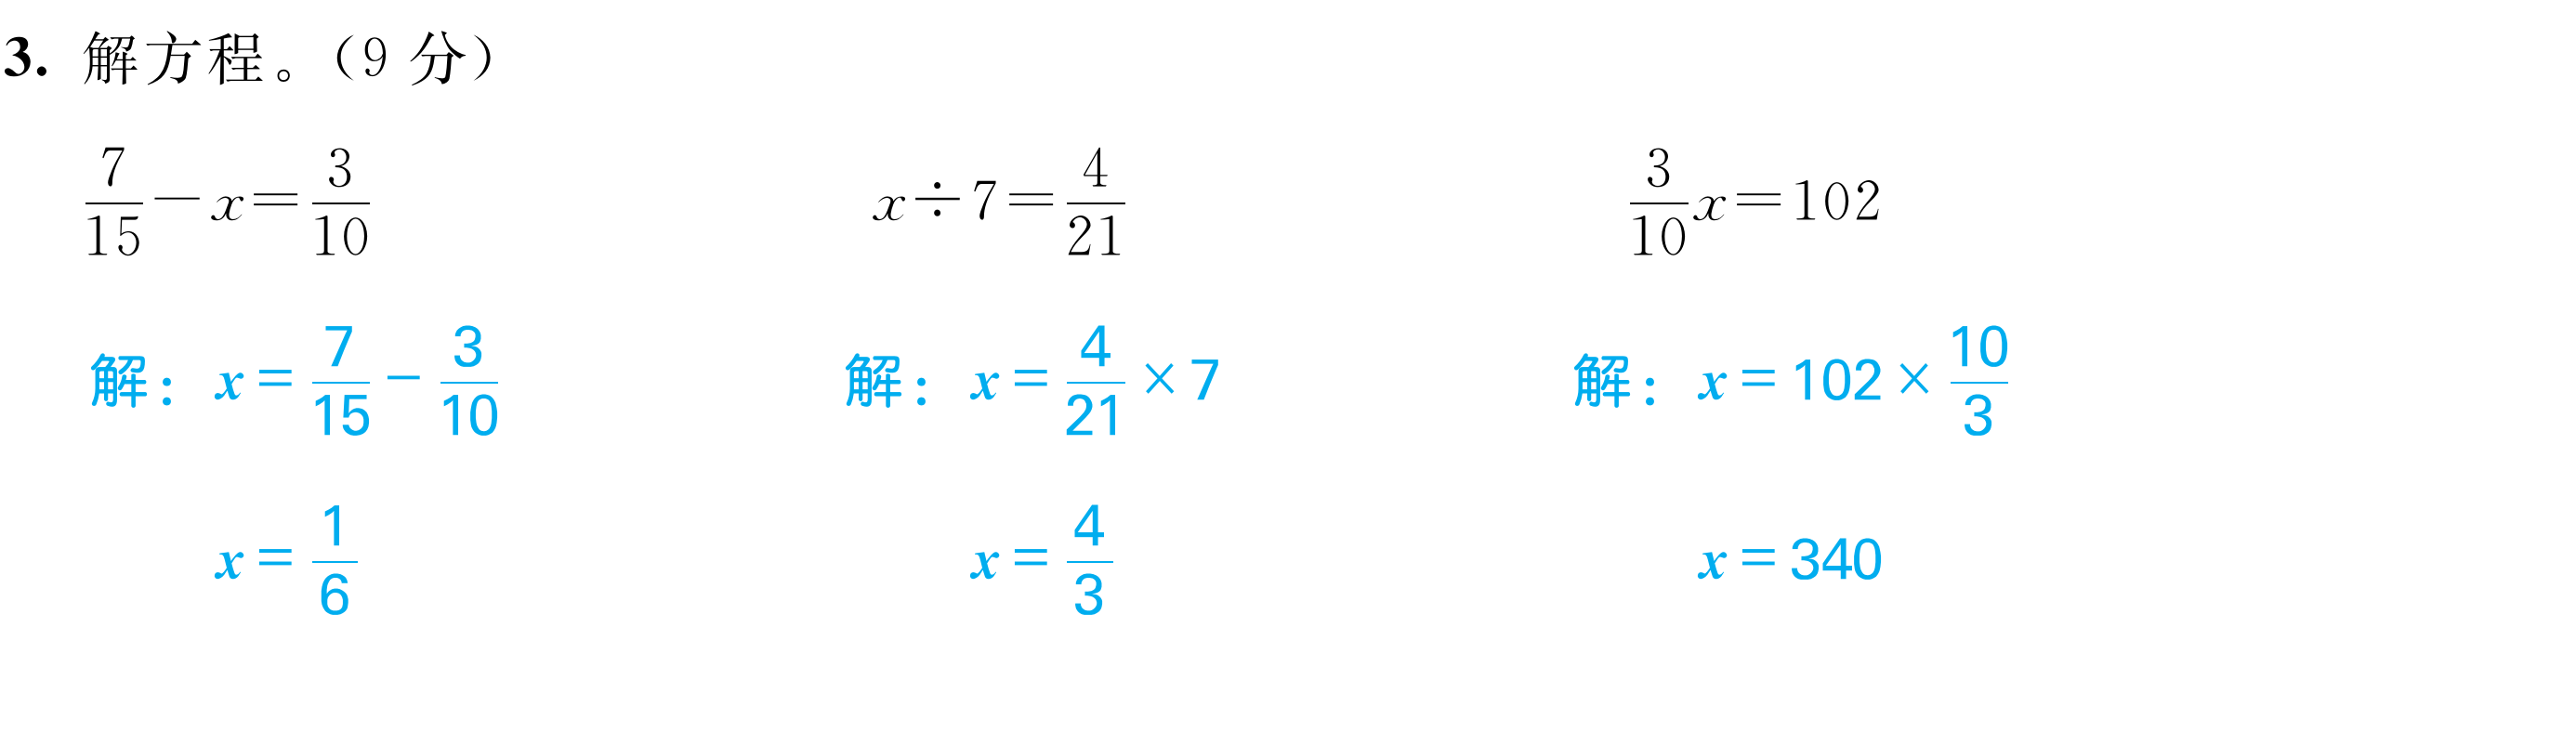 3. 解方程。（9 分）
7/15 − x = 3/10    x ÷ 7 = 4/21    3/10 x = 102
解：x = 7/15 − 3/10    解：x = 4/21 × 7    解：x = 102 × 10/3
x = 1/6    x = 4/3    x = 340